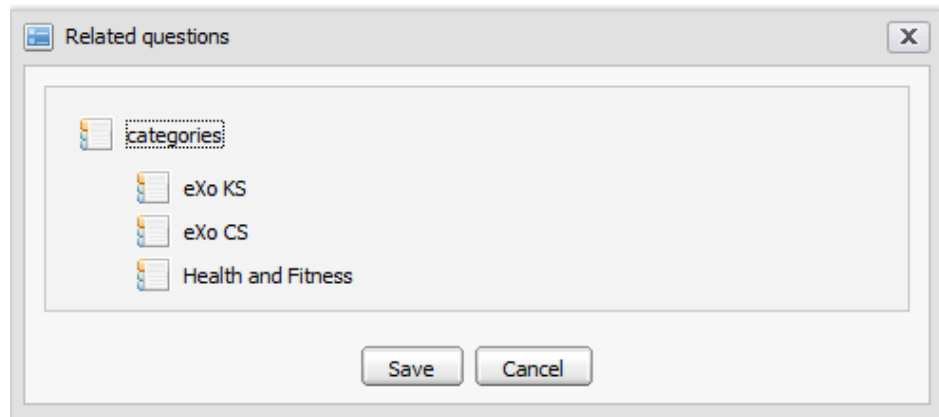 Related questions
X
categories
eXo KS
eXo CS
Health and Fitness
Save Cancel